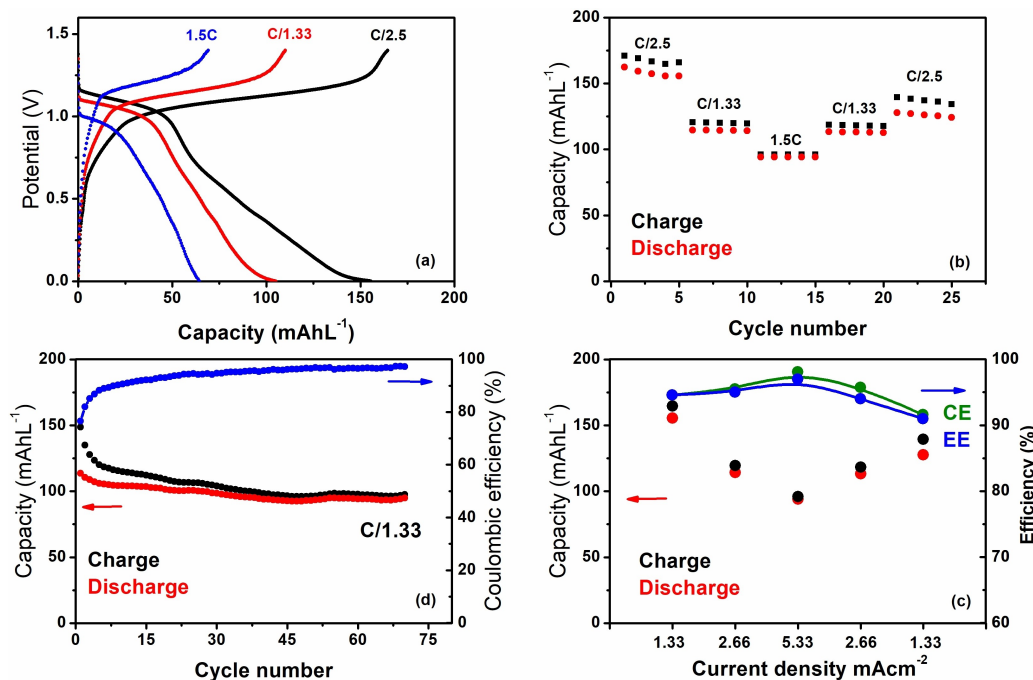 1.5C C/1.33 C/2.5
1.5
1.0
0.5
0.0
Potential (V)
(a)
0 50 100 150 200
Capacity (mAhL⁻¹)
200
150
100
50
0
Capacity (mAhL⁻¹)
C/2.5
C/1.33
1.5C
C/1.33
C/2.5
Charge
Discharge
(b)
0 5 10 15 20 25
Cycle number
200
150
100
50
0
Capacity (mAhL⁻¹)
C/1.33
Charge
Discharge
(d)
100
80
60
40
20
0
Coulombic efficiency (%)
0 15 30 45 60 75
Cycle number
200
150
100
50
0
Capacity (mAhL⁻¹)
CE
EE
Charge
Discharge
(c)
100
90
80
70
60
Efficiency (%)
1.33 2.66 5.33 2.66 1.33
Current density mAcm⁻²